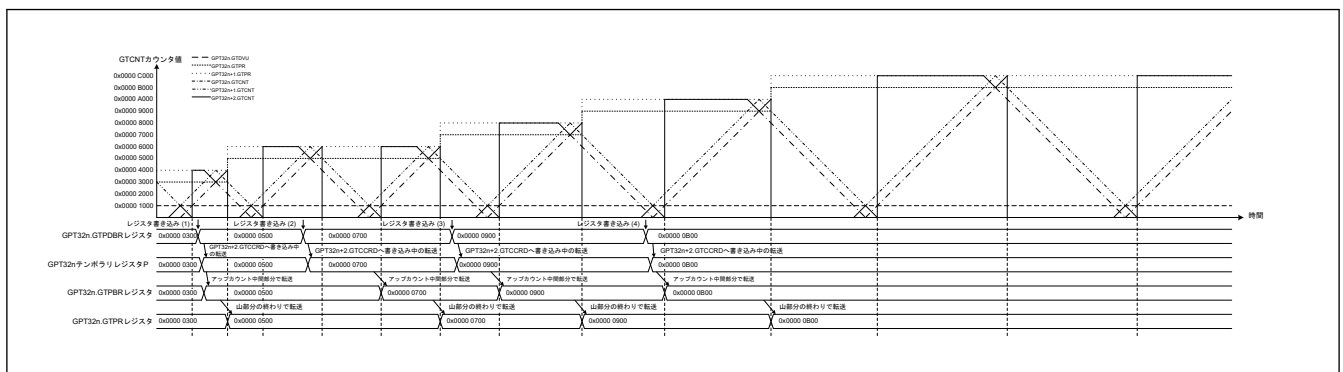 GTCNTカウンタ値
GPT32n.GTDVU
GPT32n.GTPR
GPT32n+1.GTPR
GPT32n.GTCNT
GPT32n+1.GTCNT
GPT32n+2.GTCNT
0x0000 C000
0x0000 B000
0x0000 A000
0x0000 9000
0x0000 8000
0x0000 7000
0x0000 6000
0x0000 5000
0x0000 4000
0x0000 3000
0x0000 2000
0x0000 1000
時間
レジスタ書き込み (1) レジスタ書き込み (2) レジスタ書き込み (3) レジスタ書き込み (4)
GPT32n.GTPDBRレジスタ 0x0000 0300 0x0000 0500 0x0000 0700 0x0000 0900 0x0000 0B00
GPT32n+2.GTCCRDへ書き込み中の転送 GPT32n+2.GTCCRDへ書き込み中の転送 GPT32n+2.GTCCRDへ書き込み中の転送 GPT32n+2.GTCCRDへ書き込み中の転送
GPT32nテンポラリレジスタP 0x0000 0300 0x0000 0500 0x0000 0700 0x0000 0900 0x0000 0B00
アップカウント中間部分で転送 アップカウント中間部分で転送 アップカウント中間部分で転送 アップカウント中間部分で転送
GPT32n.GTPBRレジスタ 0x0000 0300 0x0000 0500 0x0000 0700 0x0000 0900 0x0000 0B00
山部分の終わりで転送 山部分の終わりで転送 山部分の終わりで転送 山部分の終わりで転送
GPT32n.GTPRレジスタ 0x0000 0300 0x0000 0500 0x0000 0700 0x0000 0900 0x0000 0B00